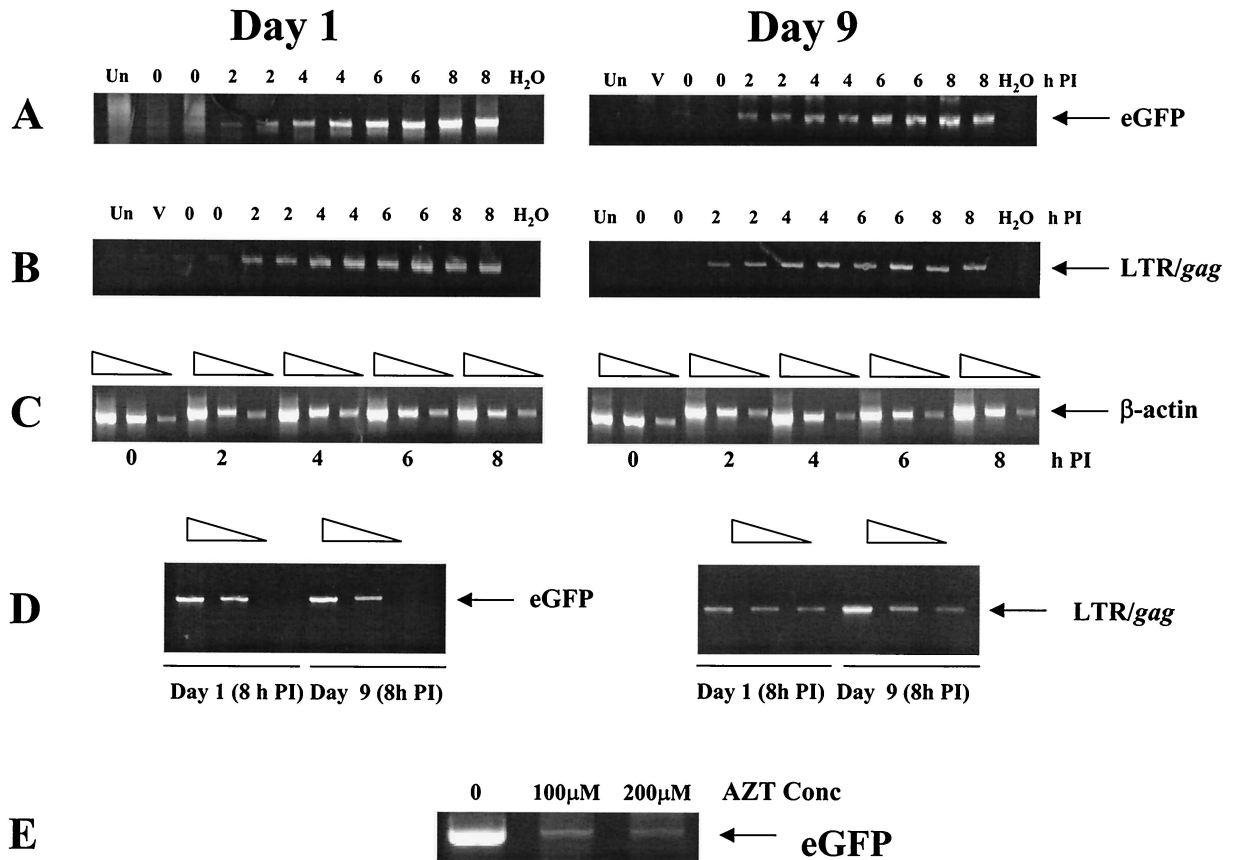 Day 1 Day 9
Un 0 0 2 2 4 4 6 6 8 8 H₂O
Un V 0 0 2 2 4 4 6 6 8 8 H₂O h PI
A
eGFP
Un V 0 0 2 2 4 4 6 6 8 8 H₂O
Un 0 0 2 2 4 4 6 6 8 8 H₂O h PI
B
LTR/gag
C
β-actin
0 2 4 6 8
0 2 4 6 8 h PI
D
eGFP
LTR/gag
Day 1 (8 h PI) Day 9 (8h PI)
Day 1 (8h PI) Day 9 (8h PI)
0 100μM 200μM AZT Conc
E
eGFP